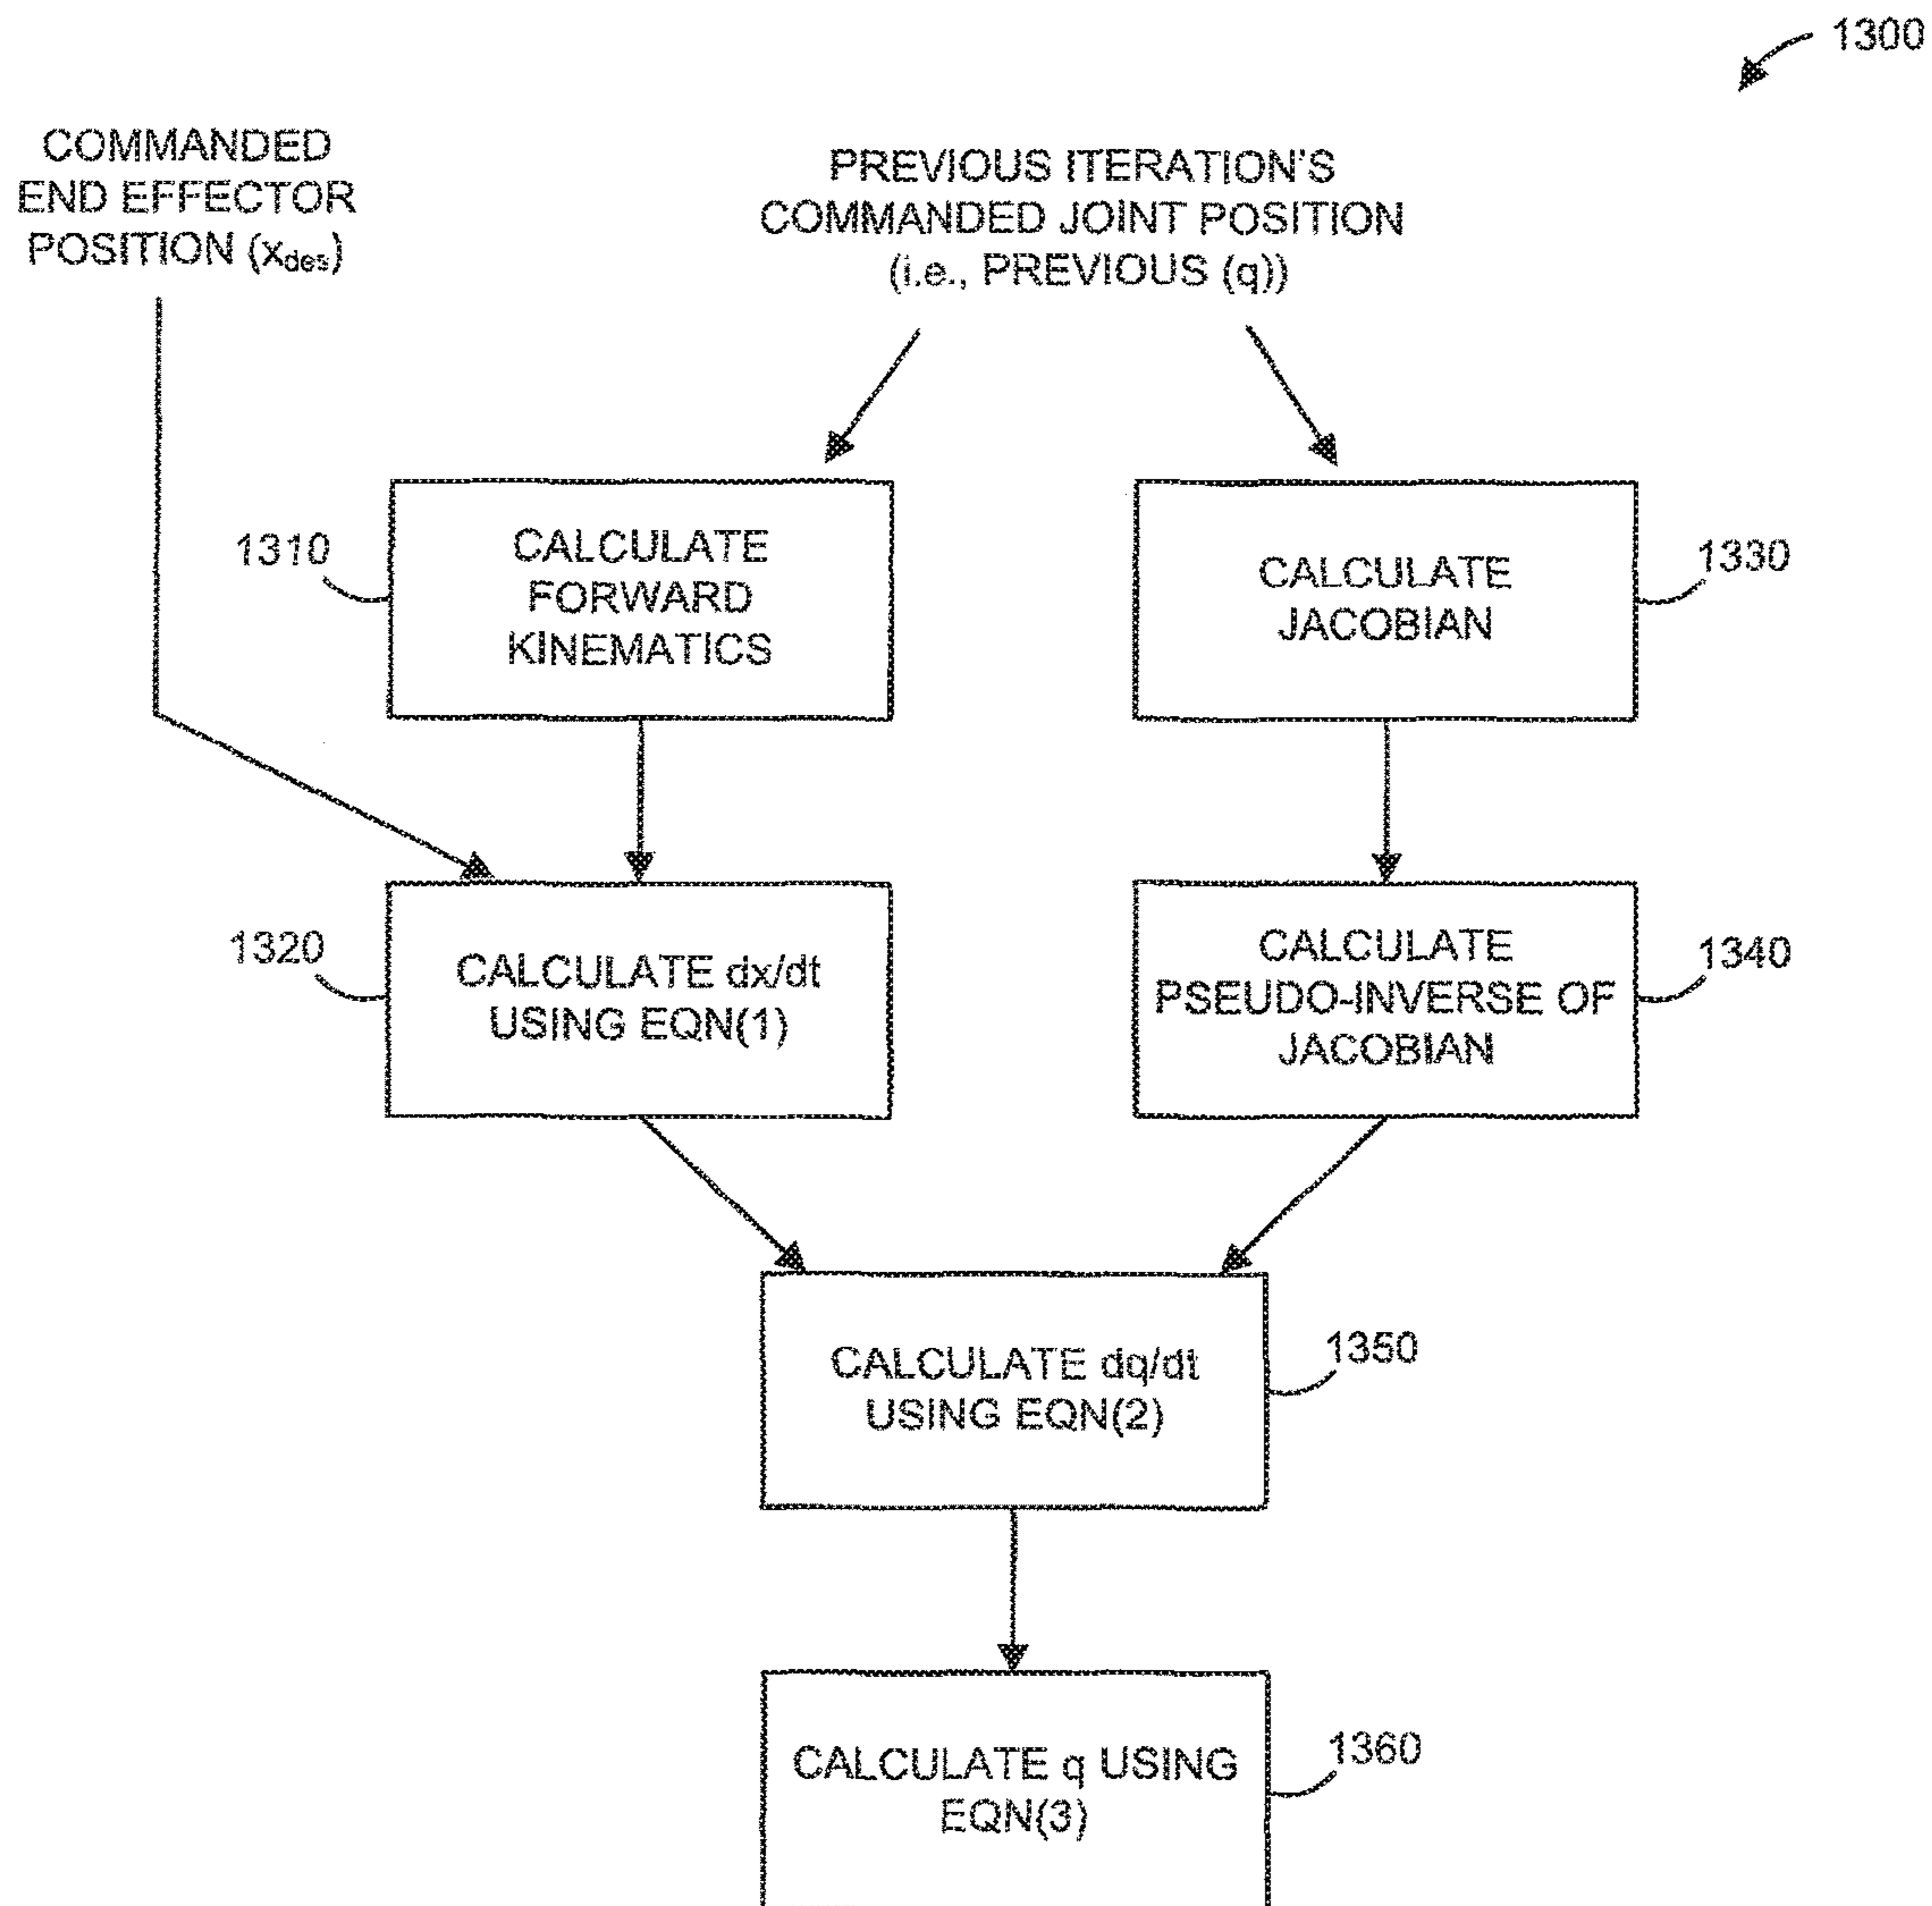 1300
COMMANDED
END EFFECTOR
POSITION (xdes)
PREVIOUS ITERATION'S
COMMANDED JOINT POSITION
(i.e., PREVIOUS (q))
1310
CALCULATE
FORWARD
KINEMATICS
CALCULATE
JACOBIAN
1330
1320
CALCULATE dx/dt
USING EQN(1)
CALCULATE
PSEUDO-INVERSE OF
JACOBIAN
1340
CALCULATE dq/dt
USING EQN(2)
1350
CALCULATE q USING
EQN(3)
1360